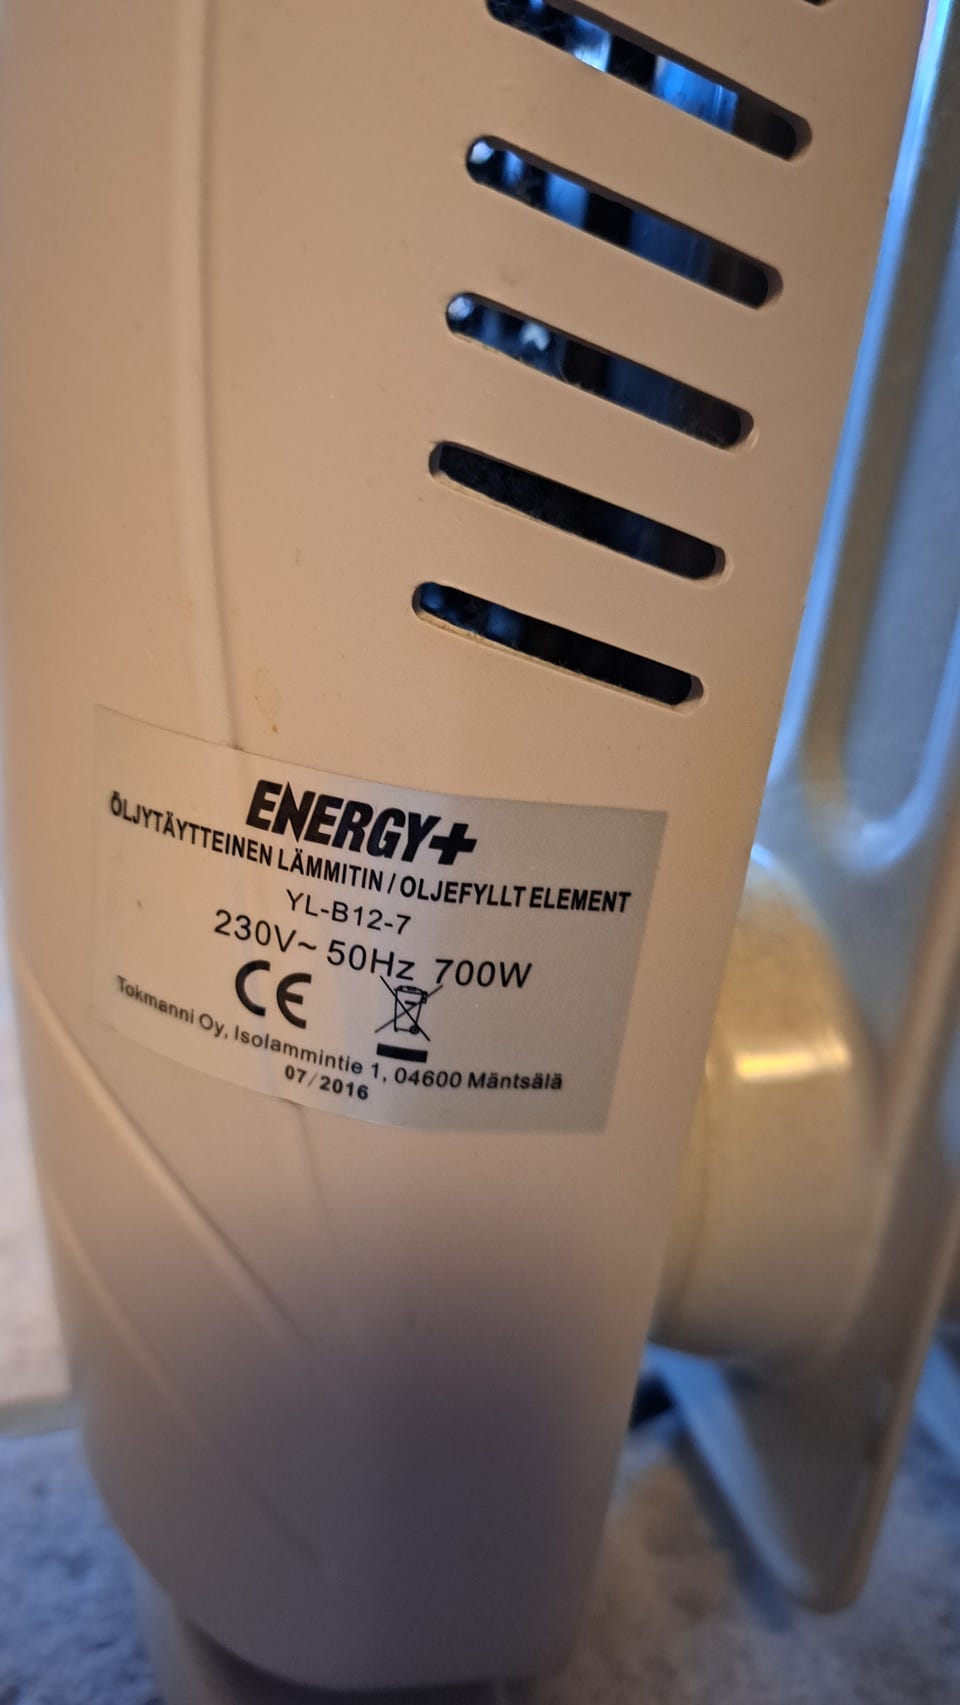 ENERGY+
ÖLJYTÄYTTEINEN LÄMMITIN / OLJEFYLLT ELEMENT
YL-B12-7
230V~ 50Hz 700W
CE
Tokmanni Oy, Isolammintie 1, 04600 Mäntsälä
07/2016